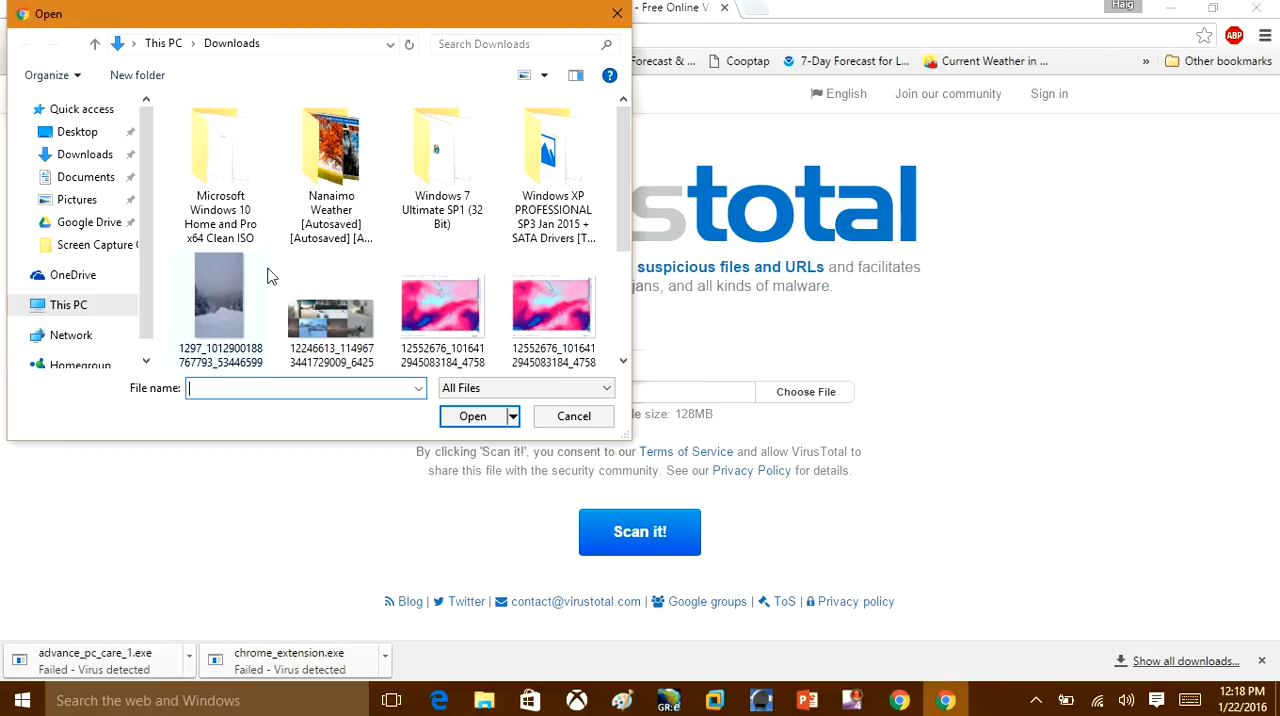 Open
Free Online V
Haig
This PC
Downloads
Search Downloads
Forecast & ...
Cooptap
7-Day Forecast for L...
Current Weather in ...
»
Other bookmarks
ABP
Organize
New folder
English
Join our community
Sign in
Quick access
Desktop
Downloads
Documents
Pictures
Google Drive
Screen Capture
OneDrive
This PC
Network
Homegroup
Microsoft
Windows 10
Home and Pro
x64 Clean ISO
Nanaimo
Weather
[Autosaved]
[Autosaved] [A...
Windows 7
Ultimate SP1 (32
Bit)
Windows XP
PROFESSIONAL
SP3 Jan 2015 +
SATA Drivers [T...
1297_1012900188
767793_53446599
12246613_114967
3441729009_6425
12552676_101641
2945083184_4758
12552676_101641
2945083184_4758
File name:
All Files
Open
Cancel
total
suspicious files and URLs and facilitates
and all kinds of malware.
Choose File
size: 128MB
By clicking 'Scan it!', you consent to our Terms of Service and allow VirusTotal to
share this file with the security community. See our Privacy Policy for details.
Scan it!
Blog | Twitter | contact@virustotal.com | Google groups | ToS | Privacy policy
advance_pc_care_1.exe
Failed - Virus detected
chrome_extension.exe
Failed - Virus detected
Show all downloads...
Search the web and Windows
GR:e
12:18 PM
1/22/2016